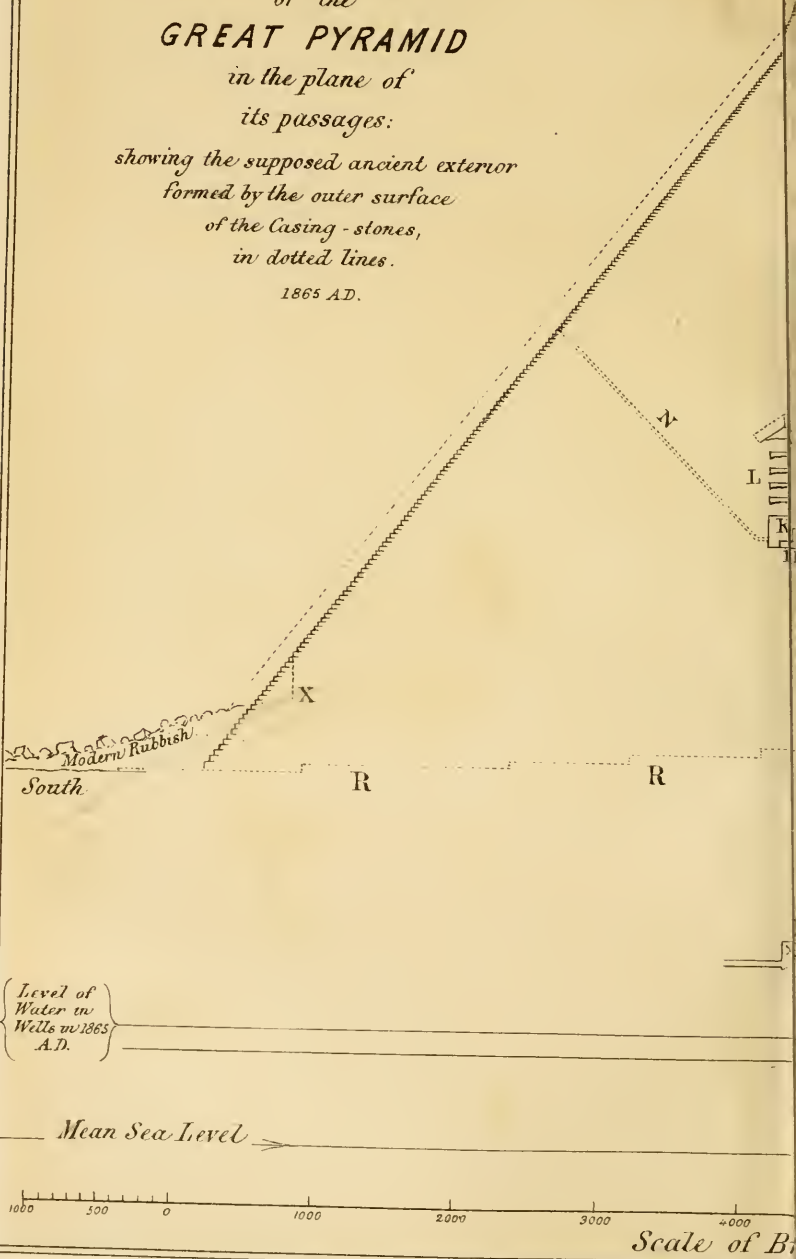 of the
GREAT PYRAMID
in the plane of
its passages:
showing the supposed ancient exterior
formed by the outer surface
of the Casing - stones,
in dotted lines.
1865 A.D.
N
L
K
X
Modern Rubbish
South
R
R
Level of
Water in
Wells in 1865
A.D.
Mean Sea Level
1000 500 0 1000 2000 3000 4000
Scale of B